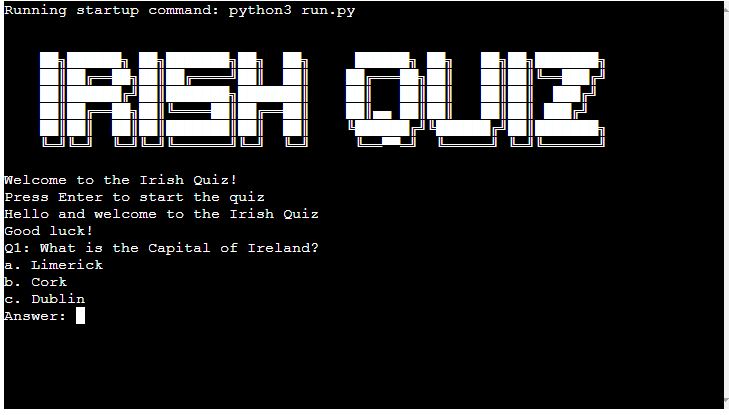 Running startup command: python3 run.py
IRISH QUIZ
Welcome to the Irish Quiz!
Press Enter to start the quiz
Hello and welcome to the Irish Quiz
Good luck!
Q1: What is the Capital of Ireland?
a. Limerick
b. Cork
c. Dublin
Answer: